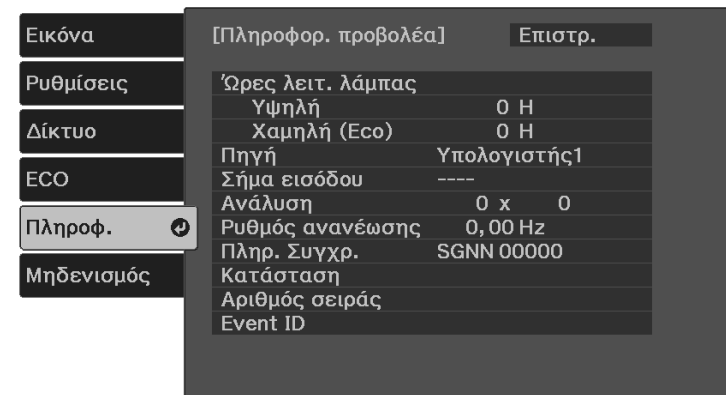 Εικόνα
Ρυθμίσεις
Δίκτυο
ECO
Πληροφ.
Μηδενισμός
[Πληροφορ. προβολέα] Επιστρ.
Ώρες λειτ. λάμπας
Υψηλή 0 H
Χαμηλή (Eco) 0 H
Πηγή Υπολογιστής1
Σήμα εισόδου ----
Ανάλυση 0 x 0
Ρυθμός ανανέωσης 0,00 Hz
Πληρ. Συγχρ. SGNN 00000
Κατάσταση
Αριθμός σειράς
Event ID